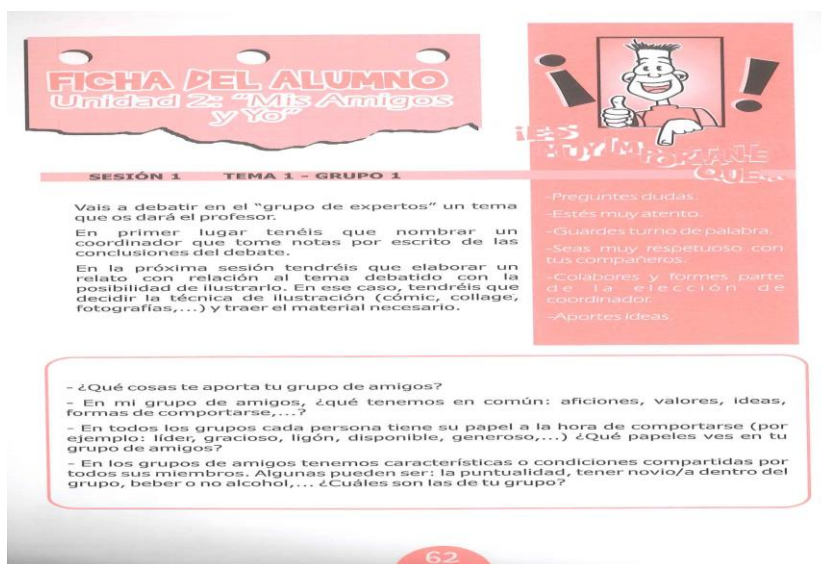 FICHA DEL ALUMNO
Unidad 2: "Mis Amigos
y Yo"
¡ !
¡ES
MUY IMPORTANTE
QUE...
SESIÓN 1 TEMA 1 - GRUPO 1
Vais a debatir en el "grupo de expertos" un tema
que os dará el profesor.
En primer lugar tenéis que nombrar un
coordinador que tome notas por escrito de las
conclusiones del debate.
En la próxima sesión tendréis que elaborar un
relato con relación al tema debatido con la
posibilidad de ilustrarlo. En ese caso, tendréis que
decidir la técnica de ilustración (cómic, collage,
fotografías,...) y traer el material necesario.
-Preguntes dudas.
-Estés muy atento.
-Guardes turno de palabra.
-Seas muy respetuoso con
tus compañeros.
-Colabores y formes parte
de la elección de
coordinador.
-Aportes ideas.
- ¿Qué cosas te aporta tu grupo de amigos?
- En mi grupo de amigos, ¿qué tenemos en común: aficiones, valores, ideas,
formas de comportarse,...?
- En todos los grupos cada persona tiene su papel a la hora de comportarse (por
ejemplo: líder, gracioso, ligón, disponible, generoso,...) ¿Qué papeles ves en tu
grupo de amigos?
- En los grupos de amigos tenemos características o condiciones compartidas por
todos sus miembros. Algunas pueden ser: la puntualidad, tener novio/a dentro del
grupo, beber o no alcohol,... ¿Cuáles son las de tu grupo?
62